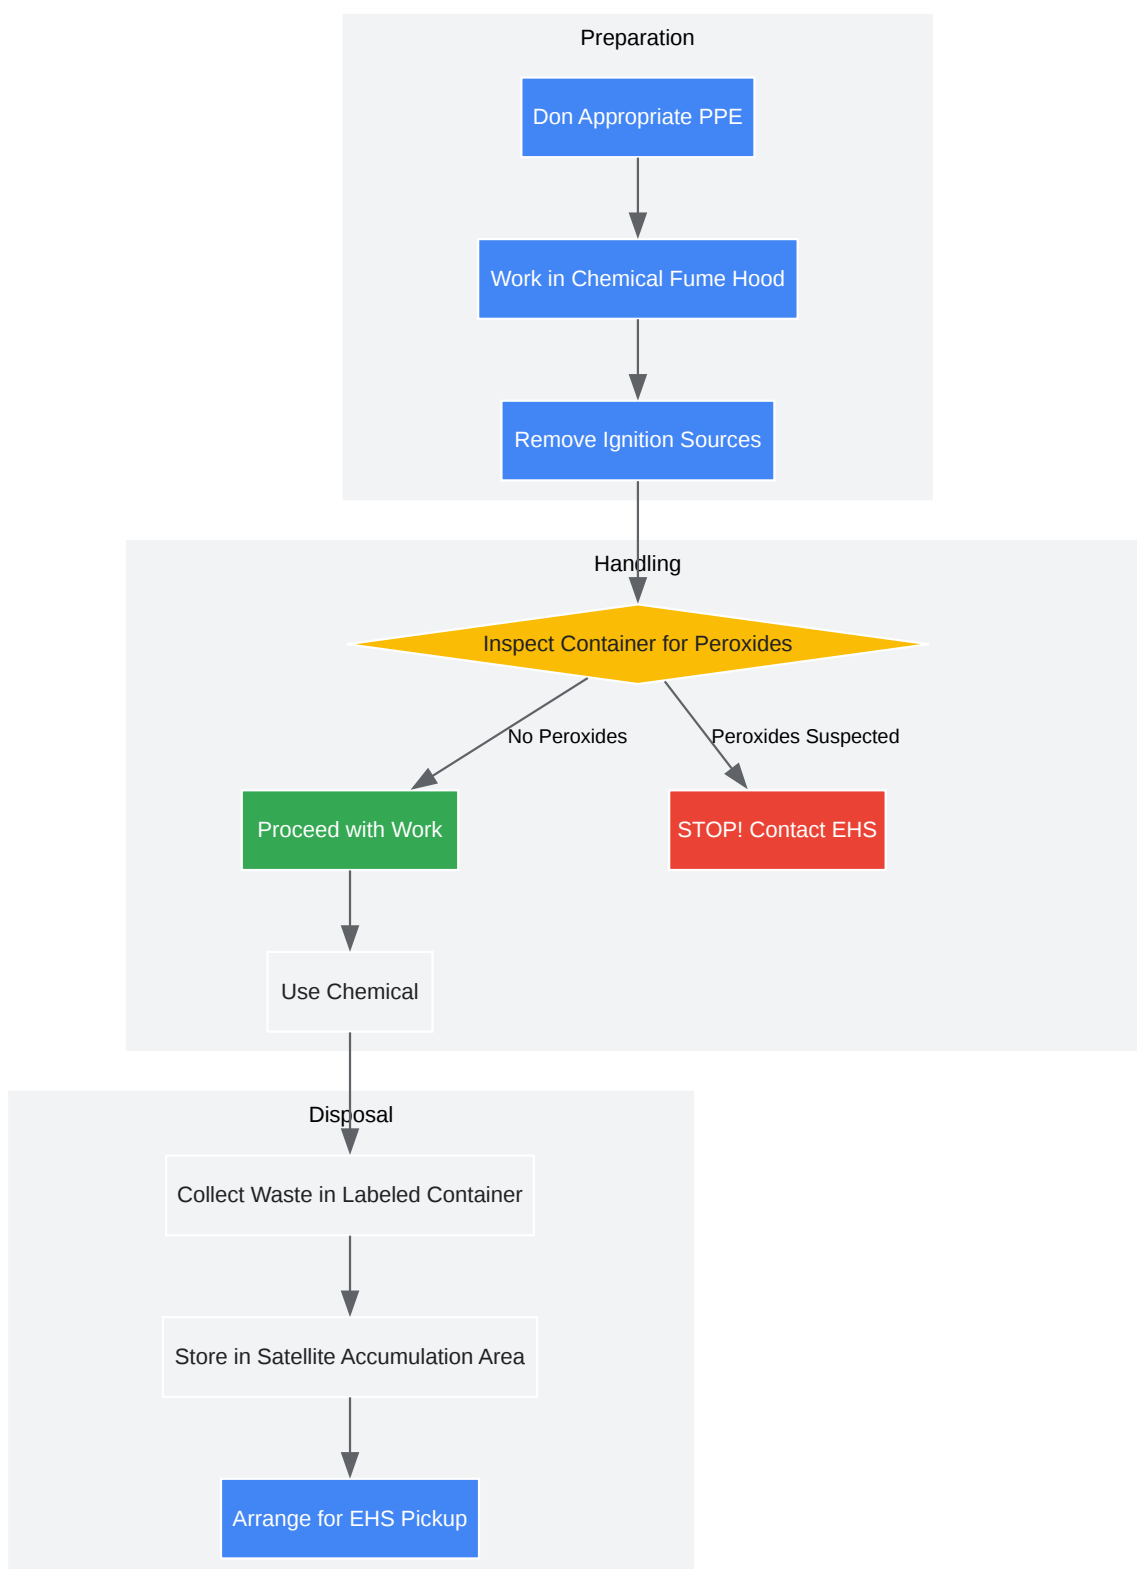 Preparation
Don Appropriate PPE
Work in Chemical Fume Hood
Remove Ignition Sources
Handling
Inspect Container for Peroxides
No Peroxides
Peroxides Suspected
Proceed with Work
STOP! Contact EHS
Use Chemical
Disposal
Collect Waste in Labeled Container
Store in Satellite Accumulation Area
Arrange for EHS Pickup